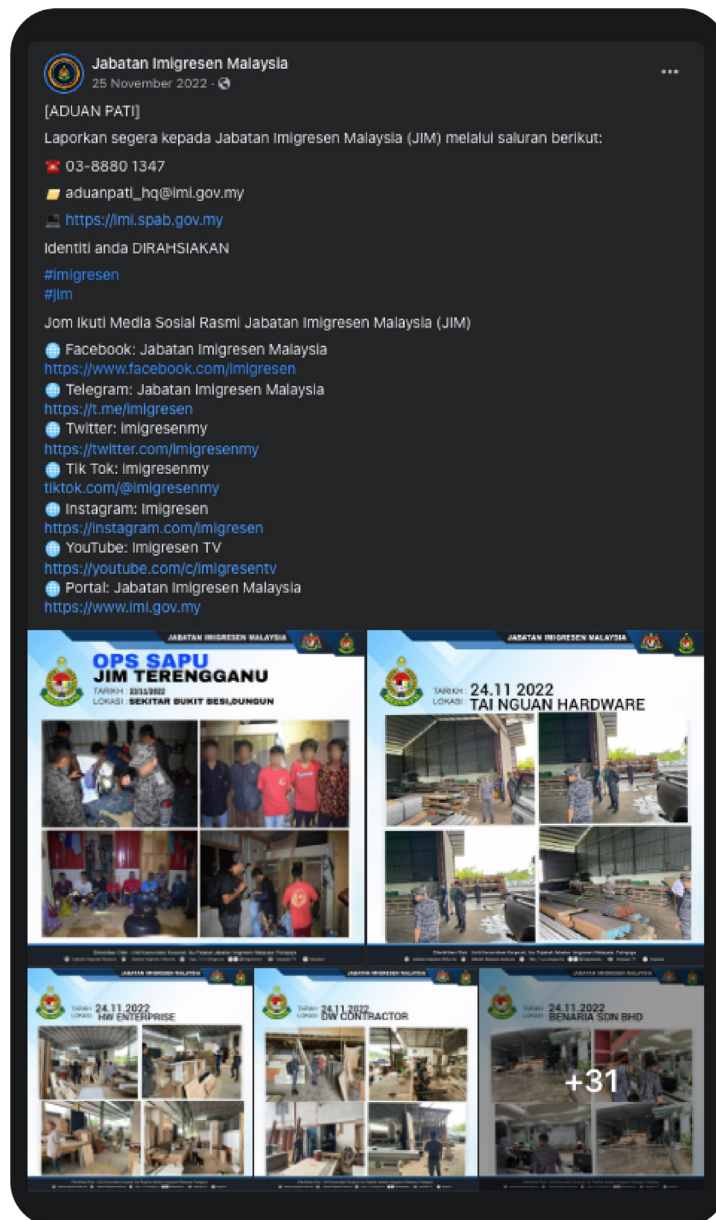 Jabatan Imigresen Malaysia
25 November 2022 ·
[ADUAN PATI]
Laporkan segera kepada Jabatan Imigresen Malaysia (JIM) melalui saluran berikut:
03-8880 1347
aduanpati_hq@imi.gov.my
https://imi.spab.gov.my
Identiti anda DIRAHSIAKAN
#imigresen
#jim
Jom Ikuti Media Sosial Rasmi Jabatan Imigresen Malaysia (JIM)
Facebook: Jabatan Imigresen Malaysia
https://www.facebook.com/imigresen
Telegram: Jabatan Imigresen Malaysia
https://t.me/imigresen
Twitter: imigresenmy
https://twitter.com/imigresenmy
Tik Tok: imigresenmy
tiktok.com/@imigresenmy
Instagram: Imigresen
https://instagram.com/imigresen
YouTube: Imigresen TV
https://youtube.com/c/imigresentv
Portal: Jabatan Imigresen Malaysia
https://www.imi.gov.my
JABATAN IMIGRESEN MALAYSIA
OPS SAPU
JIM TERENGGANU
TARIKH : 23/11/2022
LOKASI : SEKITAR BUKIT BESI,DUNGUN
JABATAN IMIGRESEN MALAYSIA
TARIKH : 24.11 2022
LOKASI : TAI NGUAN HARDWARE
JABATAN IMIGRESEN MALAYSIA
TARIKH : 24.11.2022
LOKASI : HW ENTERPRISE
JABATAN IMIGRESEN MALAYSIA
TARIKH : 24.11.2022
LOKASI : DW CONTRACTOR
JABATAN IMIGRESEN MALAYSIA
TARIKH : 24.11.2022
LOKASI : BENARIA SDN BHD
+31